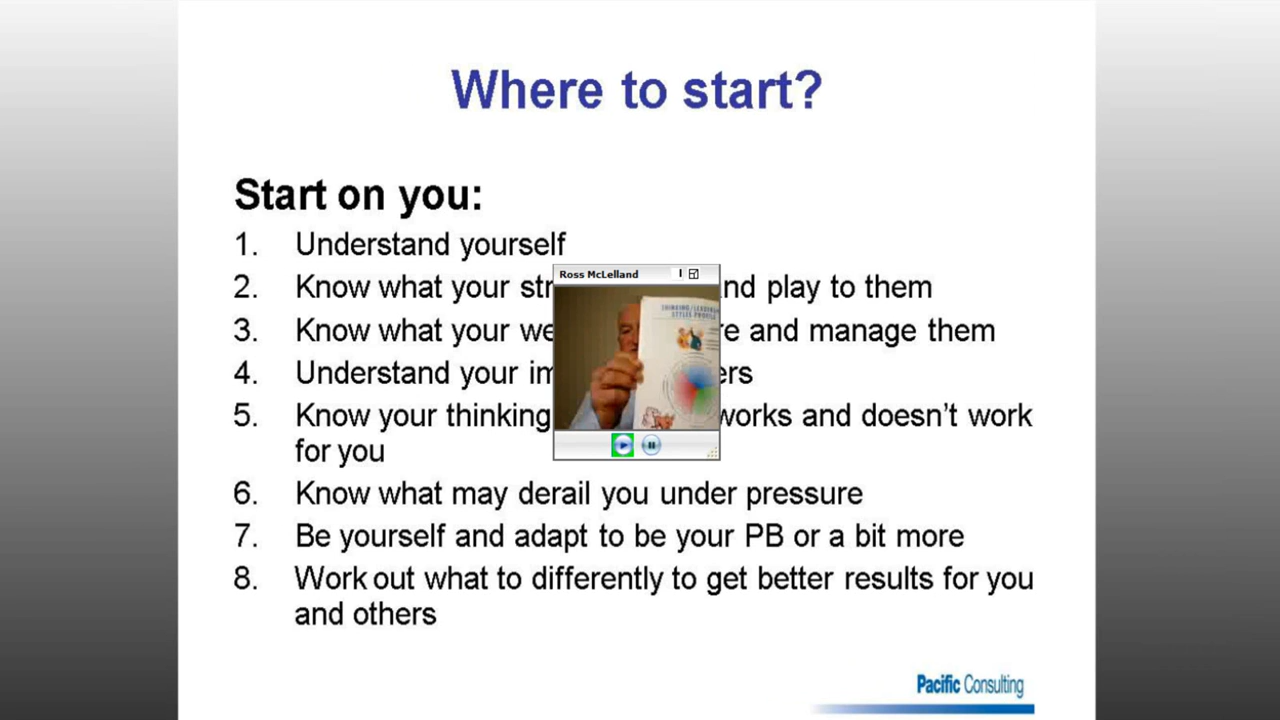 Where to start?
Start on you:
1. Understand yourself
Ross McLelland
2. Know what your str nd play to them
3. Know what your we re and manage them
THINKING/LEADERSHIP
STYLES PROFILE
4. Understand your im ers
5. Know your thinking works and doesn't work
for you
6. Know what may derail you under pressure
7. Be yourself and adapt to be your PB or a bit more
8. Work out what to differently to get better results for you
and others
Pacific Consulting